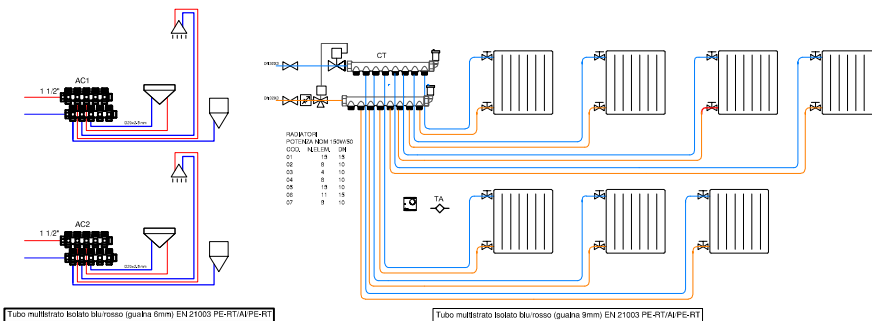 AC1
1 1/2"
AC2
1 1/2"
CT
RADIATORI
POTENZA NOM 150W/50
COD. N.ELEM. DN
01 19 15
02 8 10
03 4 10
04 8 10
05 19 10
06 11 15
07 9 10
TA
Tubo multistrato isolato blu/rosso (guaina 6mm) EN 21003 PE-RT/Al/PE-RT
Tubo multistrato isolato blu/rosso (guaina 9mm) EN 21003 PE-RT/Al/PE-RT